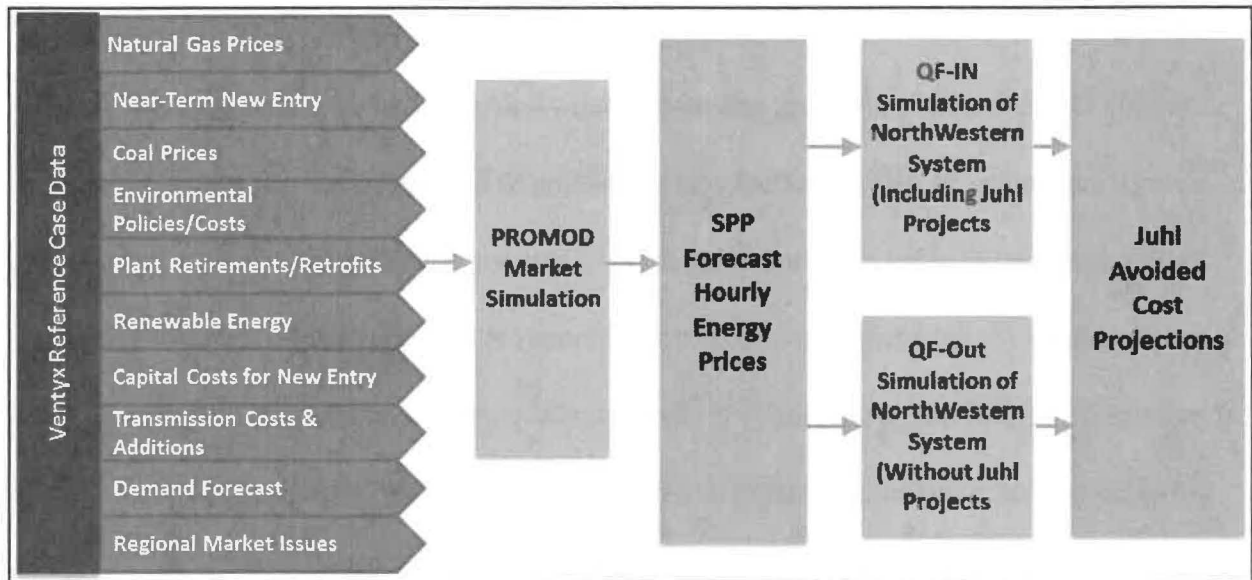 Ventyx Reference Case Data
Natural Gas Prices
Near-Term New Entry
Coal Prices
Environmental
Policies/Costs
Plant Retirements/Retrofits
Renewable Energy
Capital Costs for New Entry
Transmission Costs &
Additions
Demand Forecast
Regional Market Issues
PROMOD
Market
Simulation
SPP
Forecast
Hourly
Energy
Prices
QF-IN
Simulation of
NorthWestern
System
(Including Juhl
Projects
QF-Out
Simulation of
NorthWestern
System
(Without Juhl
Projects
Juhl
Avoided
Cost
Projections